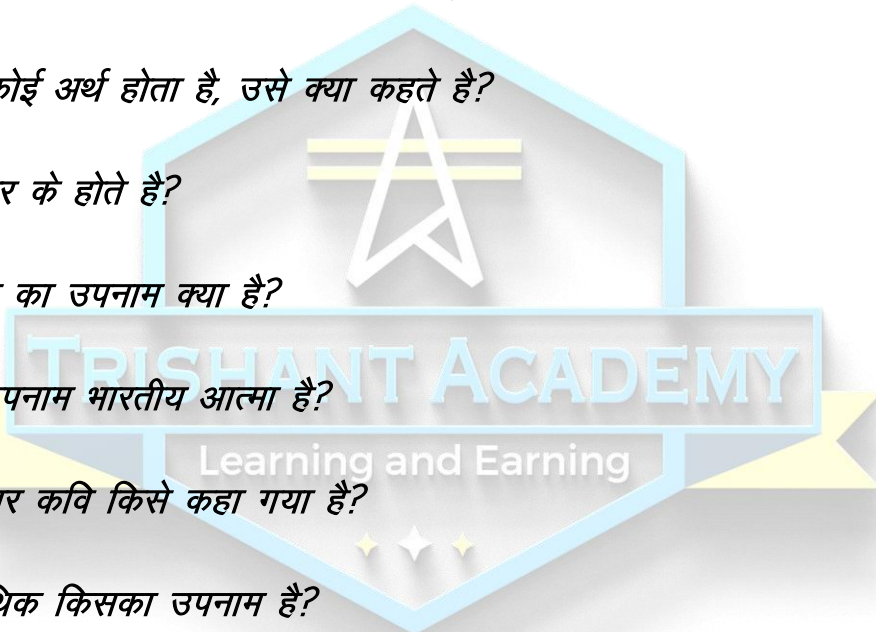 कोई अर्थ होता है, उसे क्या कहते है?
र के होते है?
का उपनाम क्या है?
TRISHANT ACADEMY
पनाम भारतीय आत्मा है?
Learning and Earning
र कवि किसे कहा गया है?
थिक किसका उपनाम है?